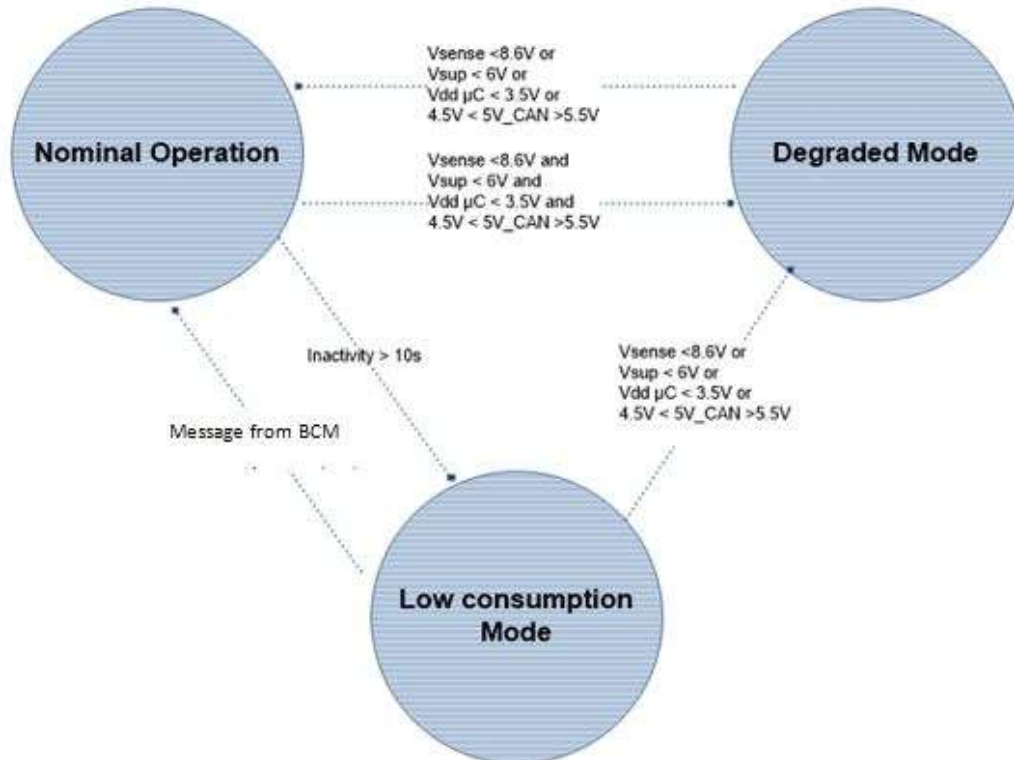 Vsense <8.6V or
Vsup < 6V or
Vdd µC < 3.5V or
4.5V < 5V_CAN >5.5V
Nominal Operation
Degraded Mode
Vsense <8.6V and
Vsup < 6V and
Vdd µC < 3.5V and
4.5V < 5V_CAN >5.5V
Inactivity > 10s
Vsense <8.6V or
Vsup < 6V or
Vdd µC < 3.5V or
4.5V < 5V_CAN >5.5V
Message from BCM
Low consumption
Mode